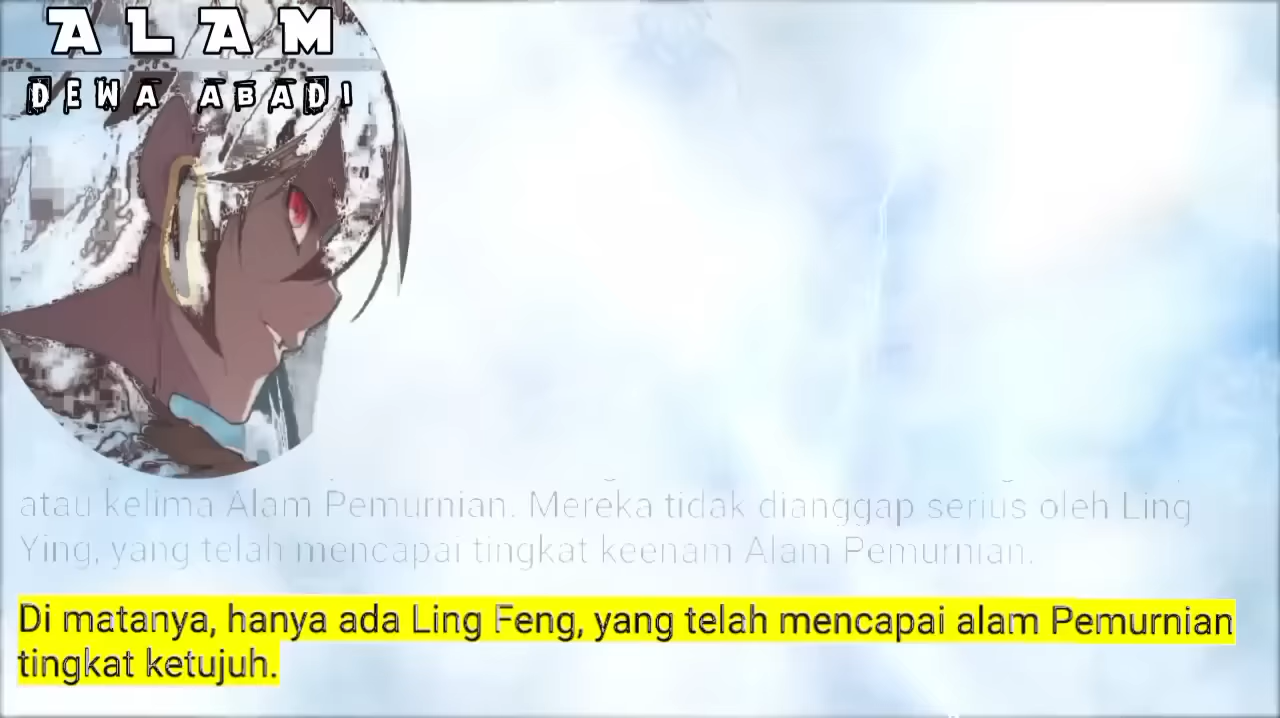 ALAM
DEWA ABADI
atau kelima Alam Pemurnian. Mereka tidak dianggap serius oleh Ling
Ying, yang telah mencapai tingkat keenam Alam Pemurnian.
Di matanya, hanya ada Ling Feng, yang telah mencapai alam Pemurnian
tingkat ketujuh.